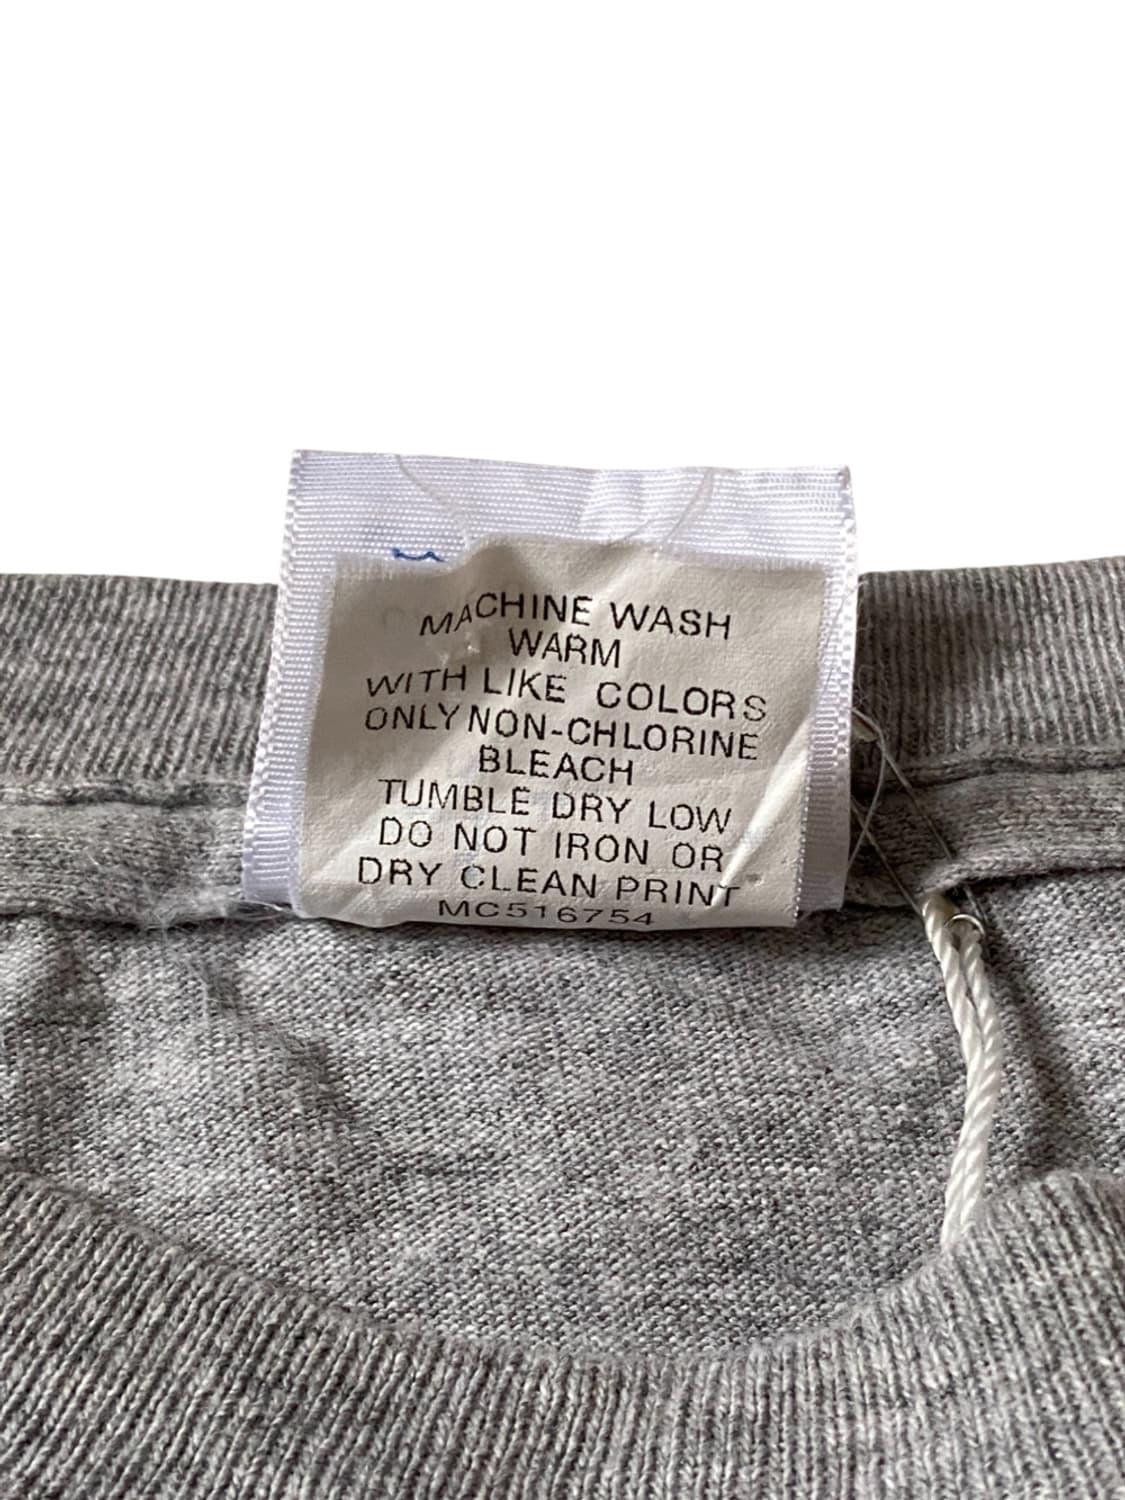 MACHINE WASH
WARM
WITH LIKE COLORS
ONLY NON-CHLORINE
BLEACH
TUMBLE DRY LOW
DO NOT IRON OR
DRY CLEAN PRINT
MC516754